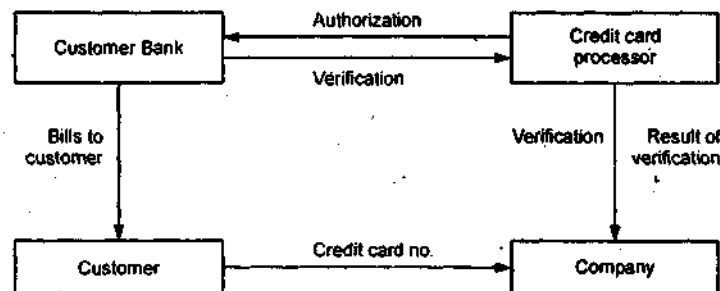 Authorization
Customer Bank
Credit card
processor
Verification
Bills to
customer
Verification
Result of
verification
Credit card no.
Customer
Company